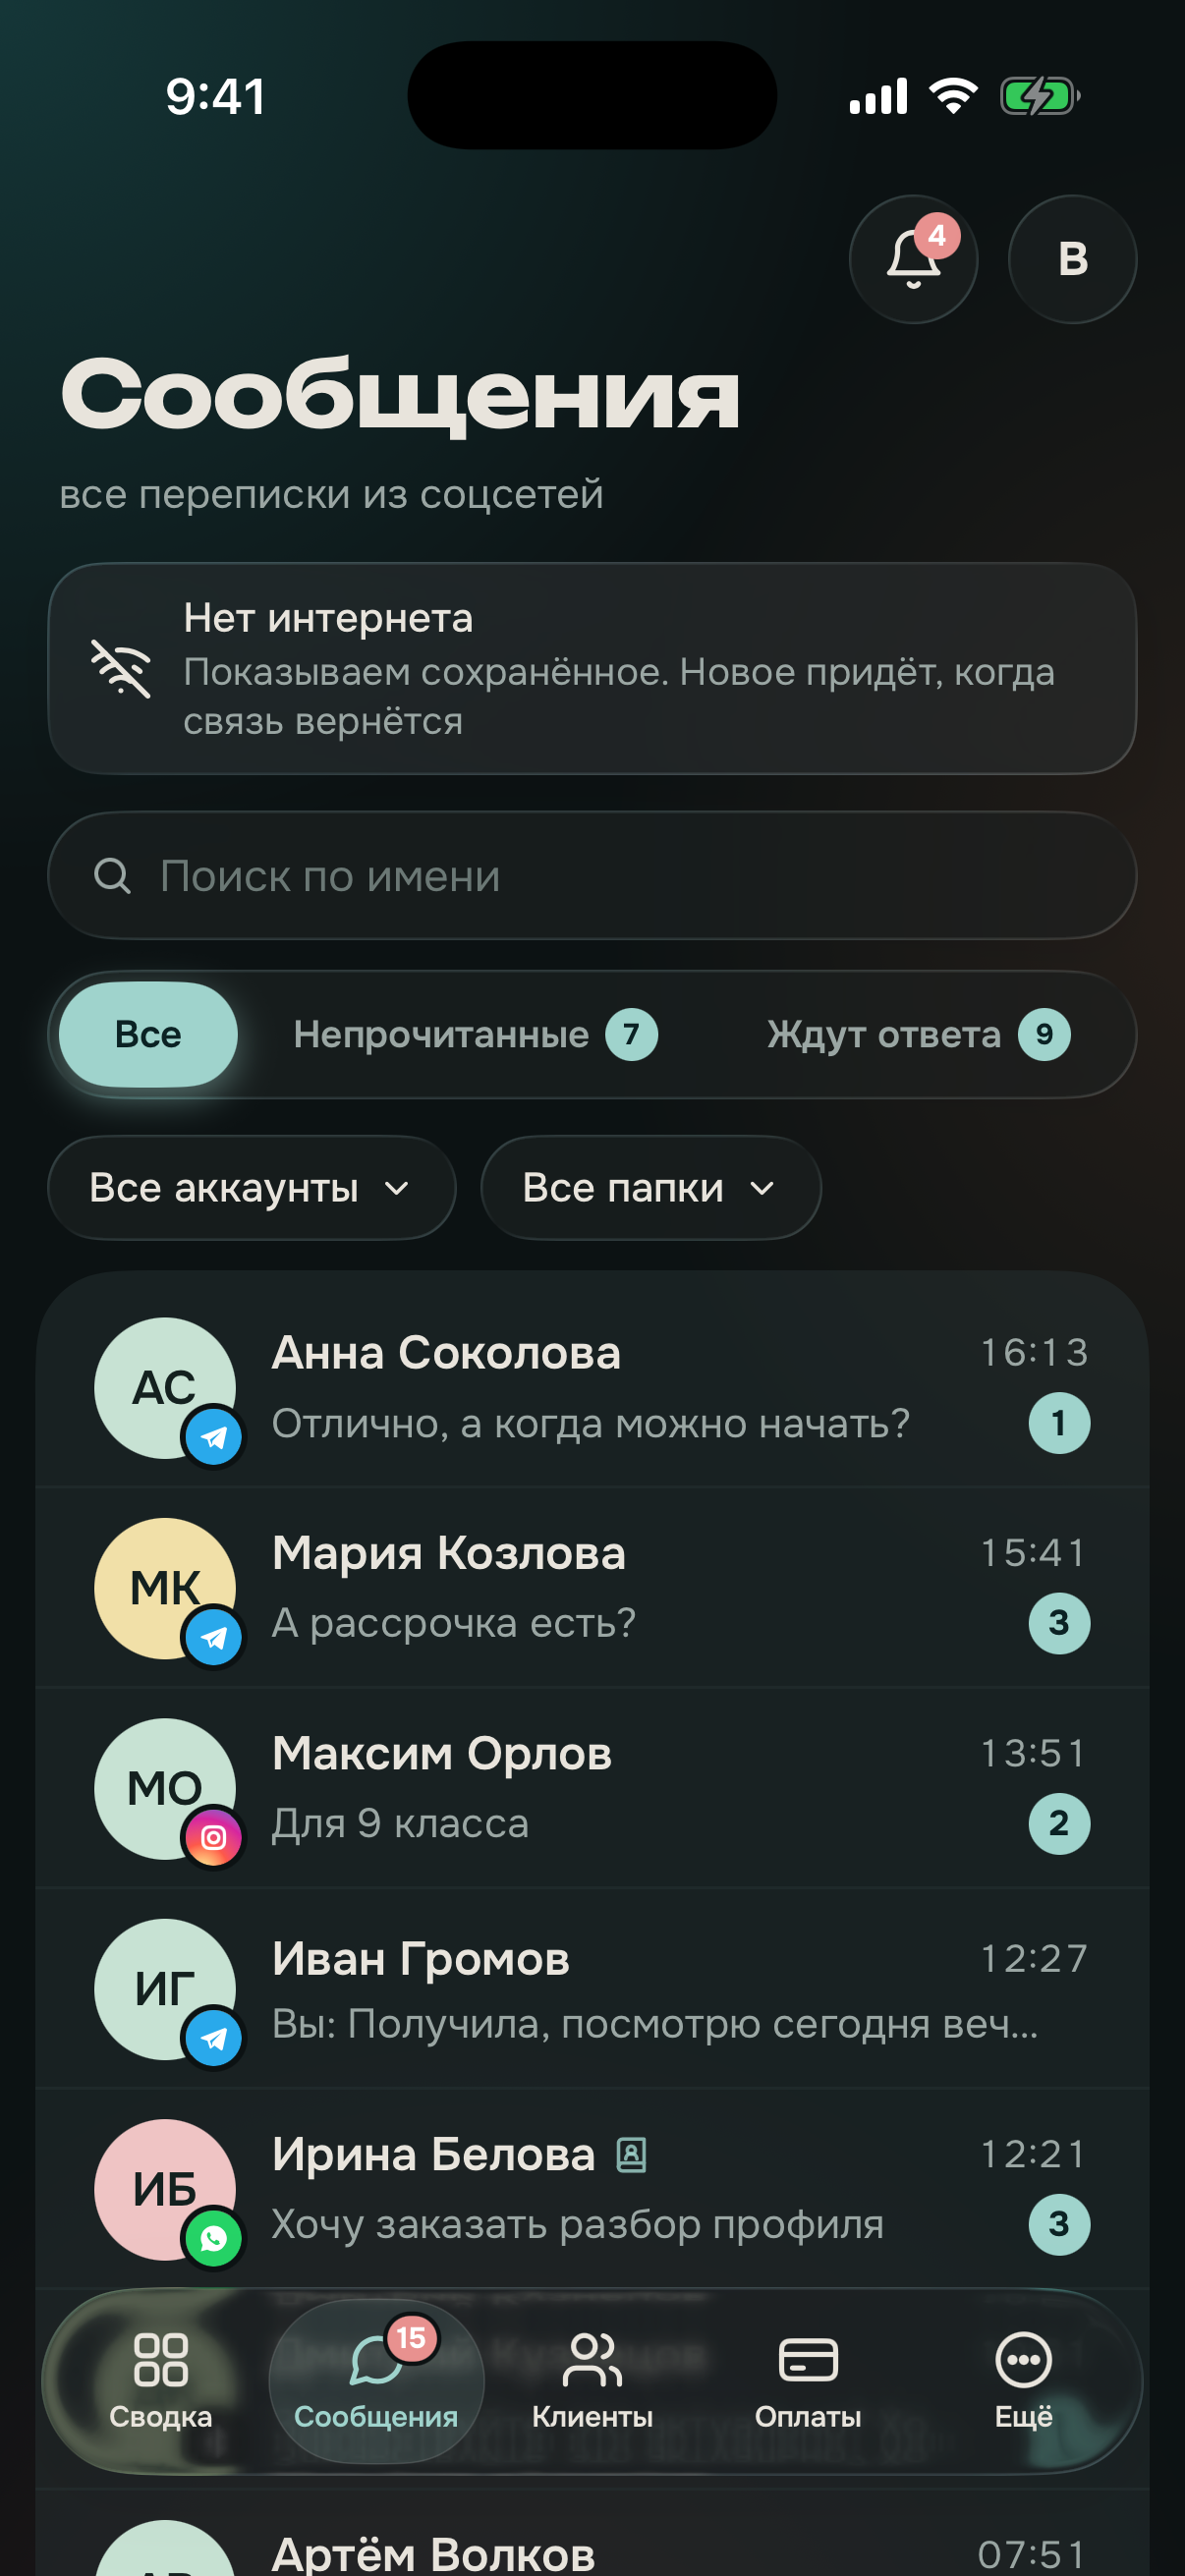 9:41
4
B
Сообщения
все переписки из соцсетей
Нет интернета
Показываем сохранённое. Новое придёт, когда
связь вернётся
Поиск по имени
Все
Непрочитанные 7
Ждут ответа 9
Все аккаунты
Все папки
АС
Анна Соколова
16:13
Отлично, а когда можно начать?
1
МК
Мария Козлова
15:41
А рассрочка есть?
3
МО
Максим Орлов
13:51
Для 9 класса
2
ИГ
Иван Громов
12:27
Вы: Получила, посмотрю сегодня веч...
ИБ
Ирина Белова
12:21
Хочу заказать разбор профиля
3
15
Сводка
Сообщения
Клиенты
Оплаты
Ещё
Артём Волков
07:51